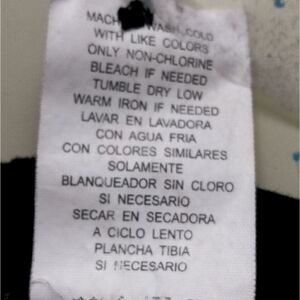 MACHINE WASH COLD
WITH LIKE COLORS
ONLY NON-CHLORINE
BLEACH IF NEEDED
TUMBLE DRY LOW
WARM IRON IF NEEDED
LAVAR EN LAVADORA
CON AGUA FRIA
CON COLORES SIMILARES
SOLAMENTE
BLANQUEADOR SIN CLORO
SI NECESARIO
SECAR EN SECADORA
A CICLO LENTO
PLANCHA TIBIA
SI NECESARIO